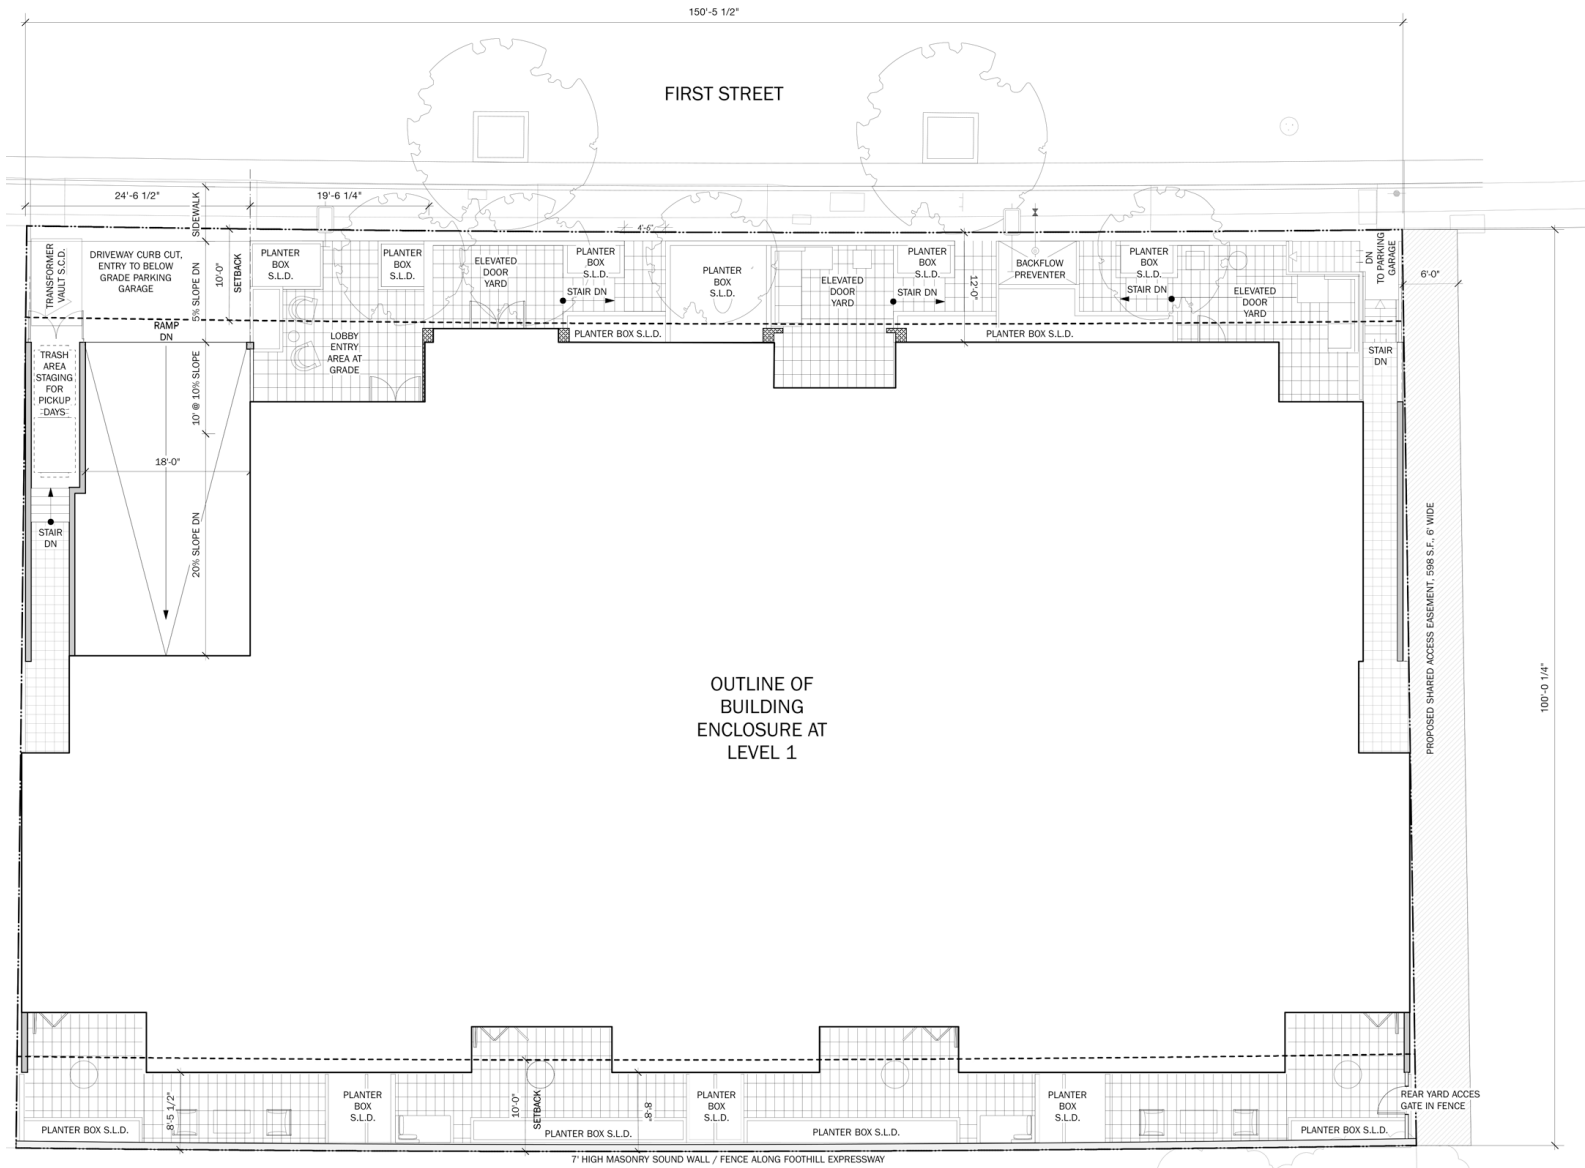 150'-5 1/2"
FIRST STREET
24'-6 1/2"
SIDEWALK
19'-6 1/4"
4'-6"
TRANSFORMER
VAULT S.C.D.
DRIVEWAY CURB CUT,
ENTRY TO BELOW
GRADE PARKING
GARAGE
5% SLOPE DN
10'-0"
SETBACK
PLANTER
BOX
S.L.D.
PLANTER
BOX
S.L.D.
ELEVATED
DOOR
YARD
PLANTER
BOX
S.L.D.
STAIR DN
PLANTER
BOX
S.L.D.
ELEVATED
DOOR
YARD
PLANTER
BOX
S.L.D.
STAIR DN
12'-0"
BACKFLOW
PREVENTER
PLANTER
BOX
S.L.D.
STAIR DN
ELEVATED
DOOR
YARD
DN
TO PARKING
GARAGE
6'-0"
RAMP
DN
LOBBY
ENTRY
AREA AT
GRADE
PLANTER BOX S.L.D.
PLANTER BOX S.L.D.
STAIR
DN
TRASH
AREA
STAGING
FOR
PICKUP
DAYS
10' @ 10% SLOPE
18'-0"
20% SLOPE DN
STAIR
DN
PROPOSED SHARED ACCESS EASEMENT, 598 S.F., 6' WIDE
100'-0 1/4"
OUTLINE OF
BUILDING
ENCLOSURE AT
LEVEL 1
8'-5 1/2"
PLANTER
BOX
S.L.D.
10'-0"
SETBACK
8'-8"
PLANTER
BOX
S.L.D.
PLANTER
BOX
S.L.D.
REAR YARD ACCES
GATE IN FENCE
PLANTER BOX S.L.D.
PLANTER BOX S.L.D.
PLANTER BOX S.L.D.
PLANTER BOX S.L.D.
7' HIGH MASONRY SOUND WALL / FENCE ALONG FOOTHILL EXPRESSWAY